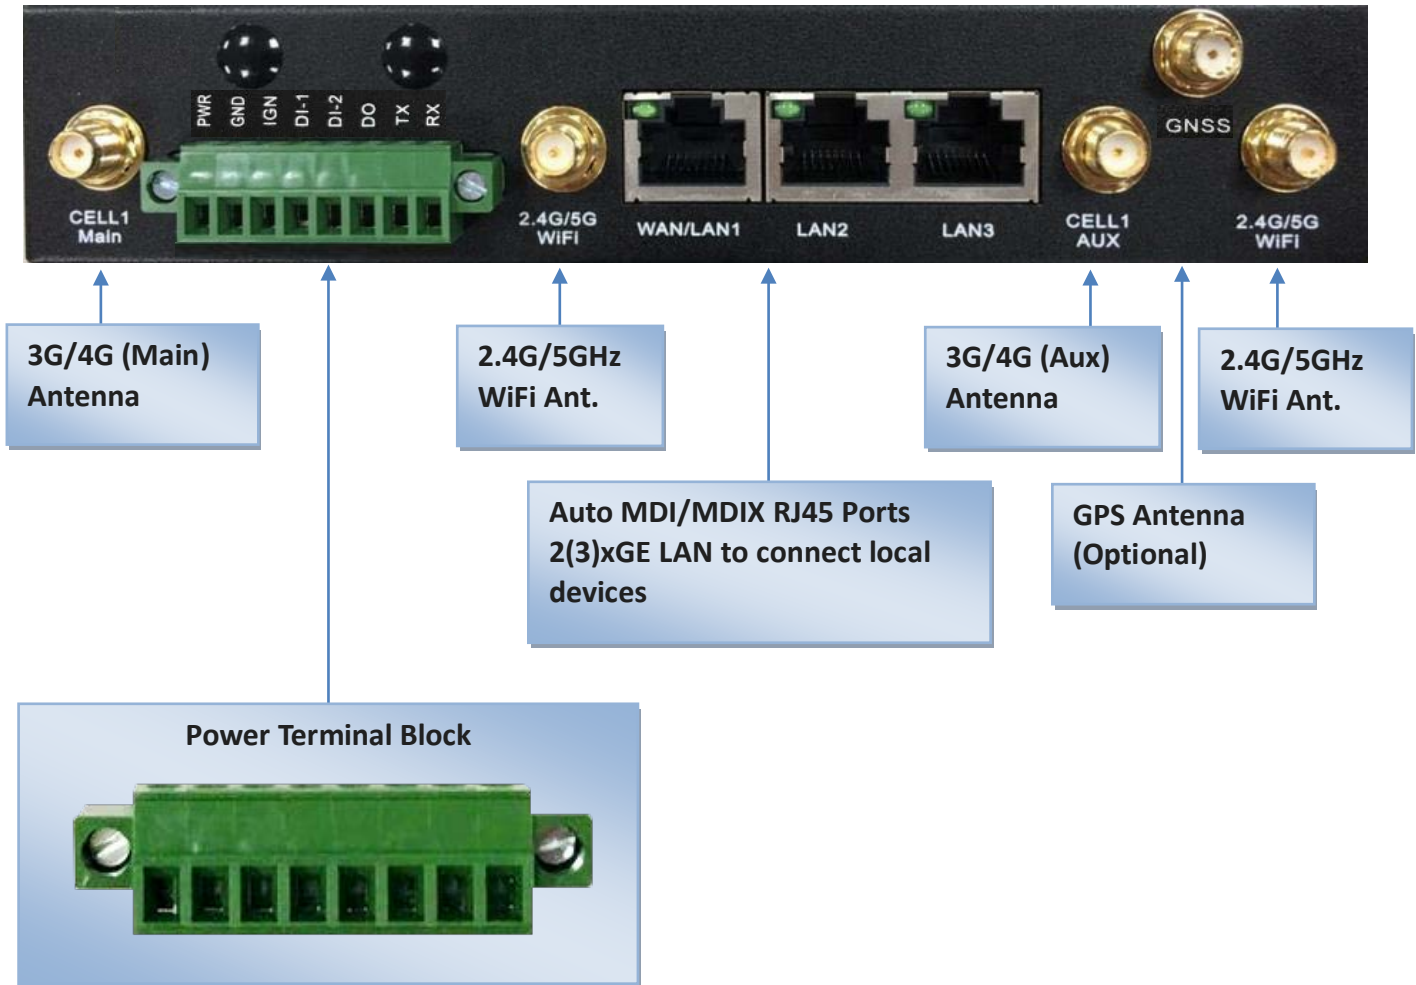 PWR
GND
IGN
DI-1
DI-2
DO
TX
RX
GNSS
CELL1
Main
2.4G/5G
WiFi
WAN/LAN1
LAN2
LAN3
CELL1
AUX
2.4G/5G
WiFi
3G/4G (Main)
Antenna
2.4G/5GHz
WiFi Ant.
3G/4G (Aux)
Antenna
2.4G/5GHz
WiFi Ant.
Auto MDI/MDIX RJ45 Ports
2(3)xGE LAN to connect local
devices
GPS Antenna
(Optional)
Power Terminal Block